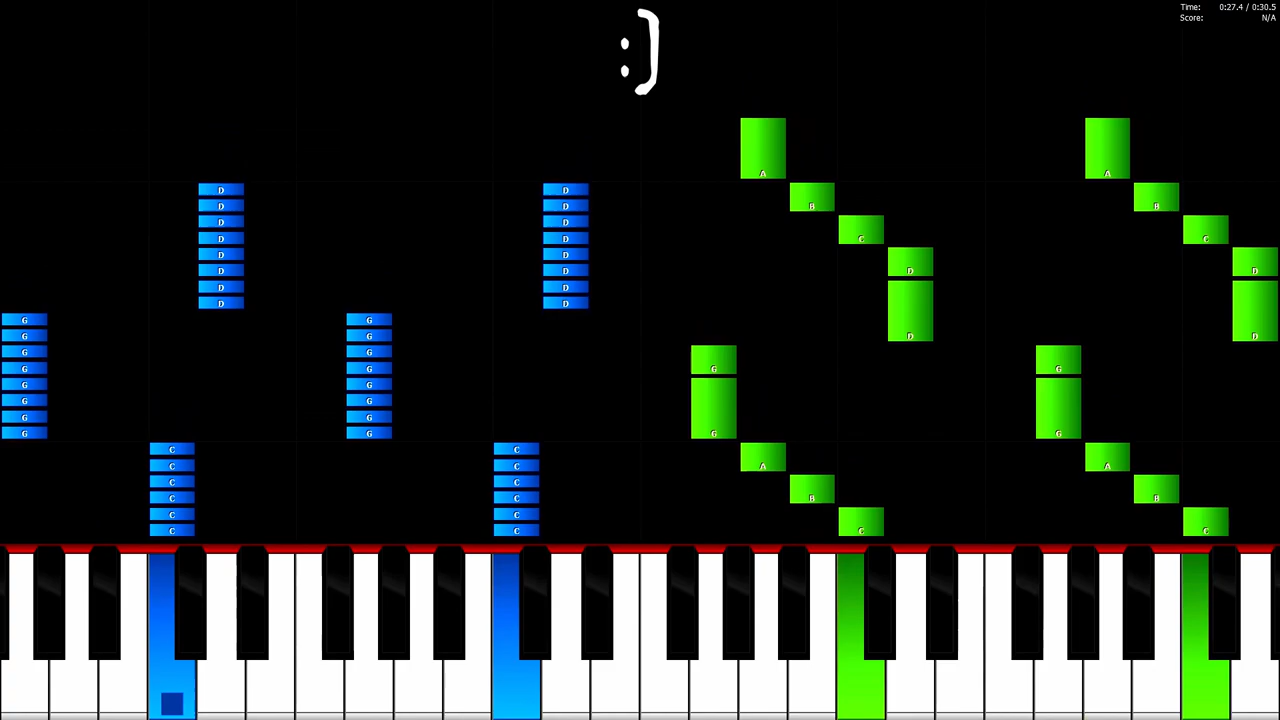 Time: 0:27.4 / 0:30.5
Score: N/A
:)
A A
D D
D D B B
D D
D D C C
D D
D D D D
D D
D D
G G
G G D D
G G
G G G G
G G
G G
G G
G G G G
C C
C C A A
C C
C C B B
C C
C C C C